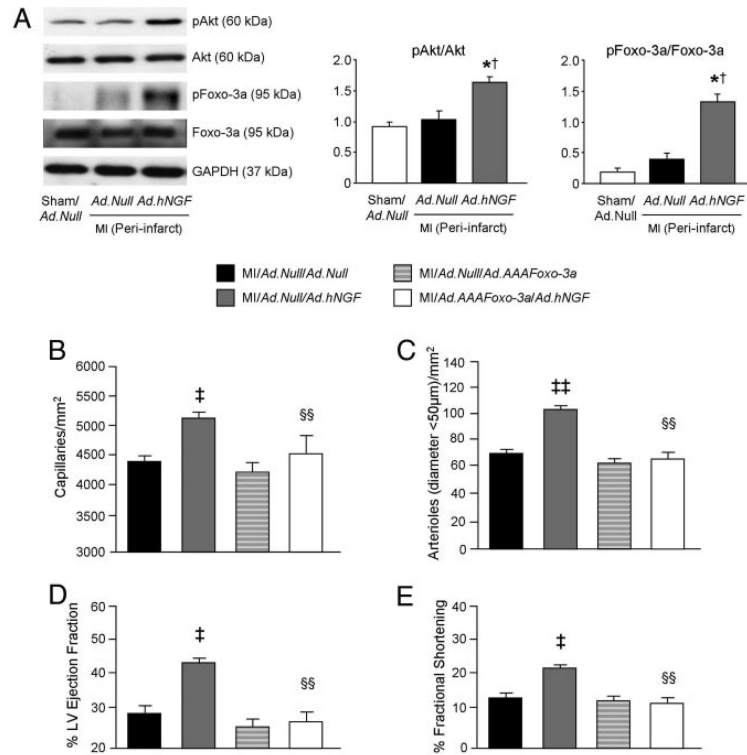 A
pAkt (60 kDa)
Akt (60 kDa)
pFoxo-3a (95 kDa)
Foxo-3a (95 kDa)
GAPDH (37 kDa)
Sham/ Ad.Null Ad.hNGF
Ad.Null MI (Peri-infarct)
pAkt/Akt
2.0
1.5
1.0
0.5
0
*†
Sham/ Ad.Null Ad.hNGF
Ad.Null MI (Peri-infarct)
pFoxo-3a/Foxo-3a
2.0
1.5
1.0
0.5
0
*†
Sham/ Ad.Null Ad.hNGF
Ad.Null MI (Peri-infarct)
MI/Ad.Null/Ad.Null
MI/Ad.Null/Ad.AAAFoxo-3a
MI/Ad.Null/Ad.hNGF
MI/Ad.AAAFoxo-3a/Ad.hNGF
B
Capillaries/mm²
6000
5500
5000
4500
4000
3500
3000
‡
§§
C
Arterioles (diameter <50μm)/mm²
140
120
100
80
60
40
20
0
‡‡
§§
D
% LV Ejection Fraction
60
50
40
30
20
‡
§§
E
% Fractional Shortening
40
30
20
10
0
‡
§§